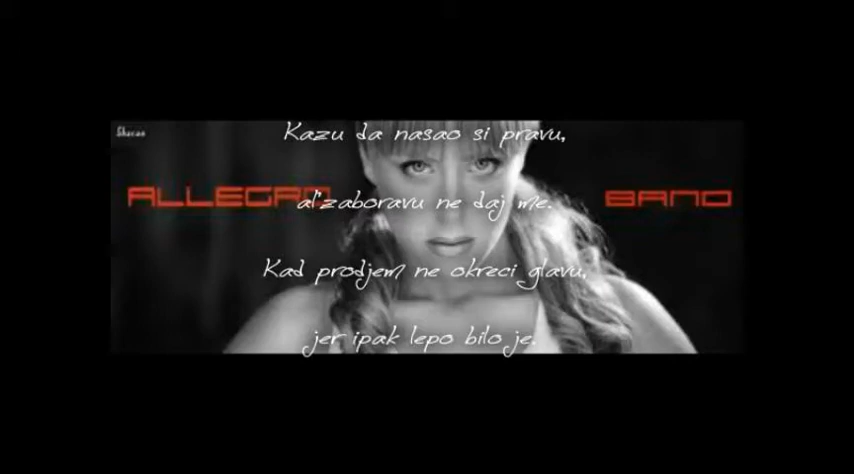 Kazu da nasao si pravu,
ALLEGRO BAND
al'zaboravu ne daj me.
Kad prodjem ne okreci glavu,
jer ipak lepo bilo je.